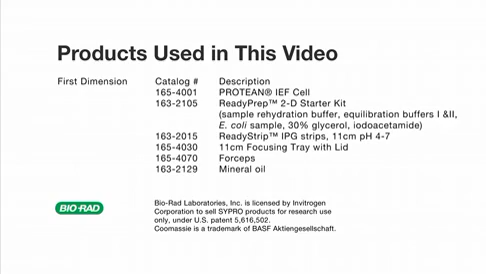 Products Used in This Video
First Dimension Catalog # Description
165-4001 PROTEAN® IEF Cell
163-2105 ReadyPrep™ 2-D Starter Kit
(sample rehydration buffer, equilibration buffers I &II,
E. coli sample, 30% glycerol, iodoacetamide)
163-2015 ReadyStrip™ IPG strips, 11cm pH 4-7
165-4030 11cm Focusing Tray with Lid
165-4070 Forceps
163-2129 Mineral oil
BIO-RAD
Bio-Rad Laboratories, Inc. is licensed by Invitrogen
Corporation to sell SYPRO products for research use
only, under U.S. patent 5,616,502.
Coomassie is a trademark of BASF Aktiengesellschaft.